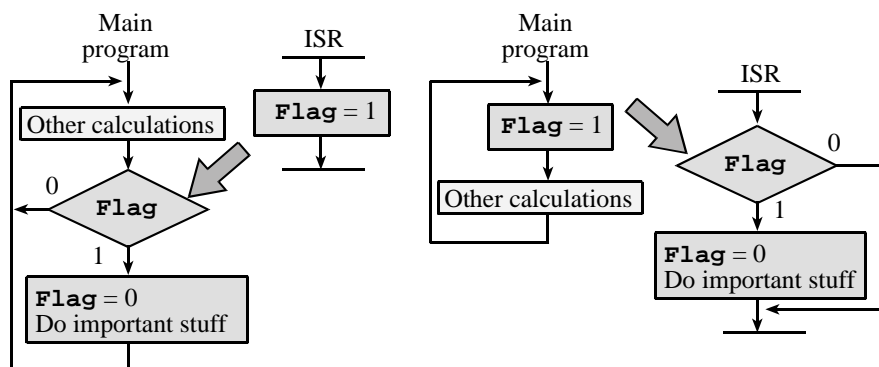 Main
program
ISR
Flag = 1
Other calculations
0
Flag
1
Flag = 0
Do important stuff
Main
program
ISR
Flag = 1
0
Flag
Other calculations
1
Flag = 0
Do important stuff